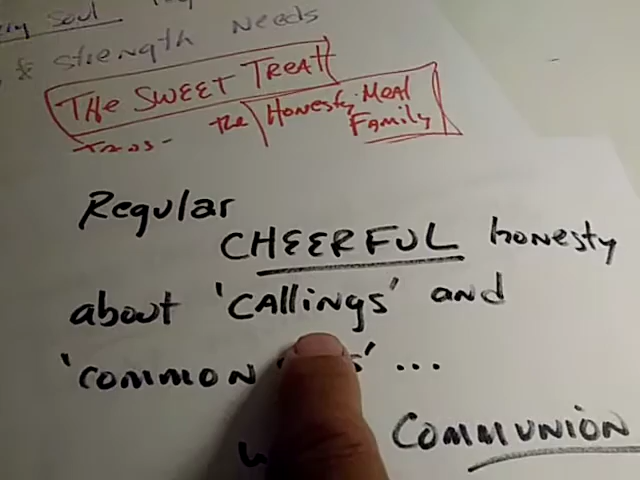 Soul
& strength needs
THE SWEET TREAT
the Honesty-Meal
Family
Regular
CHEERFUL honesty
about 'CALLINGS' and
'common ...
COMMUNION